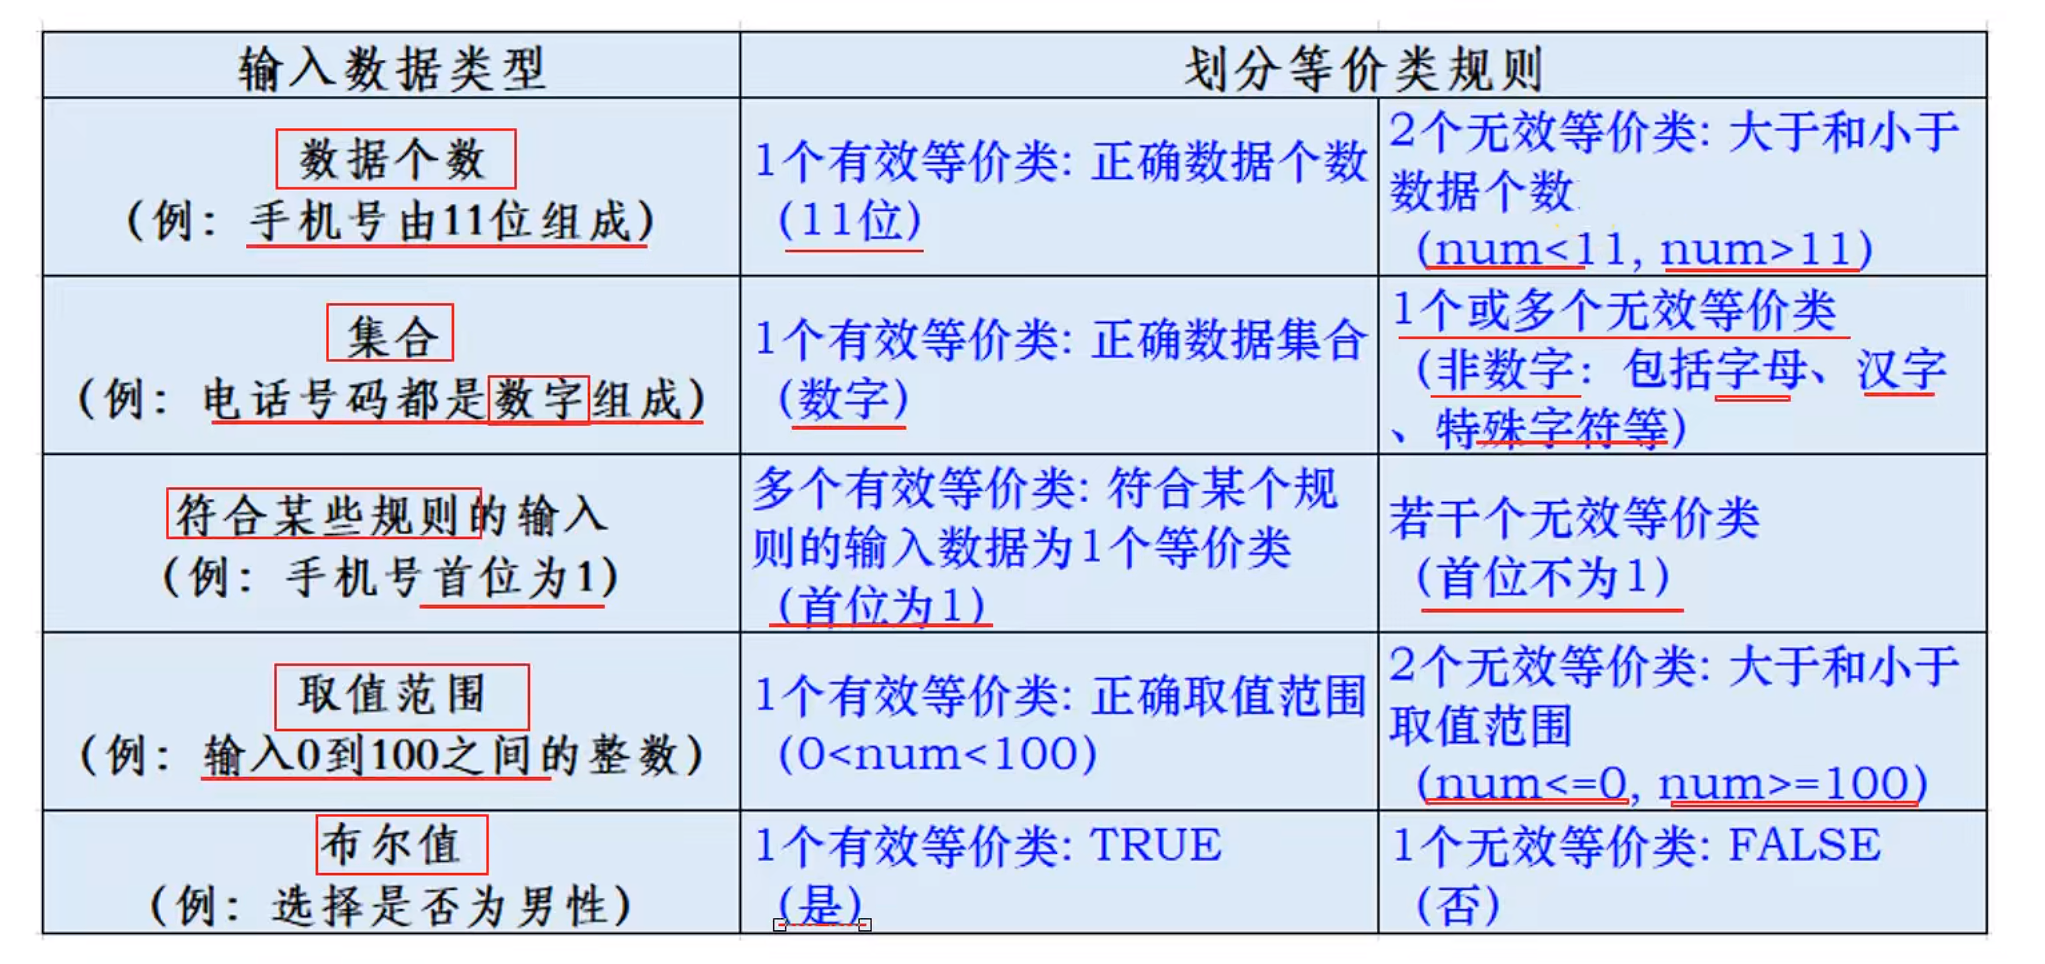 输入数据类型
划分等价类规则
数据个数
（例：手机号由11位组成）
1个有效等价类: 正确数据个数
（11位）
2个无效等价类: 大于和小于
数据个数
（num<11, num>11）
集合
（例：电话号码都是数字组成）
1个有效等价类: 正确数据集合
（数字）
1个或多个无效等价类
（非数字：包括字母、汉字
、特殊字符等）
符合某些规则的输入
（例：手机号首位为1）
多个有效等价类: 符合某个规
则的输入数据为1个等价类
（首位为1）
若干个无效等价类
（首位不为1）
取值范围
（例：输入0到100之间的整数）
1个有效等价类: 正确取值范围
（0<num<100）
2个无效等价类: 大于和小于
取值范围
（num<=0, num>=100）
布尔值
（例：选择是否为男性）
1个有效等价类: TRUE
（是）
1个无效等价类: FALSE
（否）